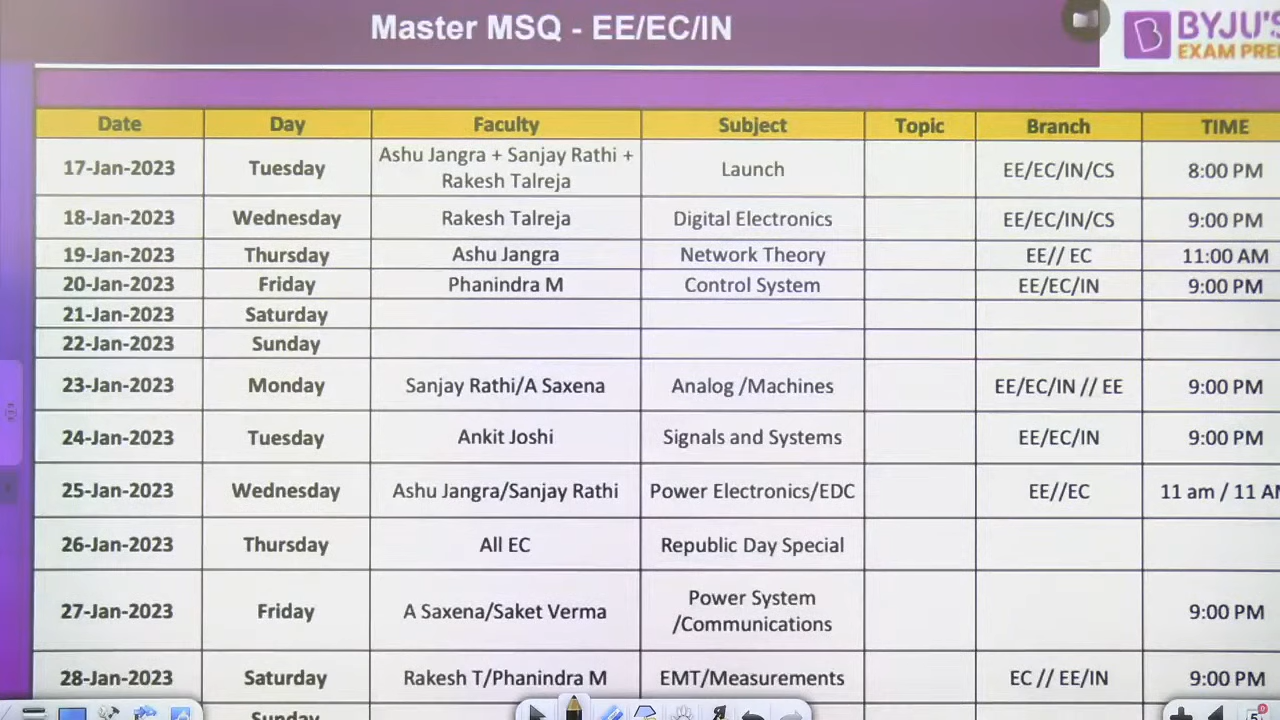 Master MSQ - EE/EC/IN
BYJU'S
EXAM PREP
Date Day Faculty Subject Topic Branch TIME
17-Jan-2023 Tuesday Ashu Jangra + Sanjay Rathi + Rakesh Talreja Launch EE/EC/IN/CS 8:00 PM
18-Jan-2023 Wednesday Rakesh Talreja Digital Electronics EE/EC/IN/CS 9:00 PM
19-Jan-2023 Thursday Ashu Jangra Network Theory EE// EC 11:00 AM
20-Jan-2023 Friday Phanindra M Control System EE/EC/IN 9:00 PM
21-Jan-2023 Saturday
22-Jan-2023 Sunday
23-Jan-2023 Monday Sanjay Rathi/A Saxena Analog /Machines EE/EC/IN // EE 9:00 PM
24-Jan-2023 Tuesday Ankit Joshi Signals and Systems EE/EC/IN 9:00 PM
25-Jan-2023 Wednesday Ashu Jangra/Sanjay Rathi Power Electronics/EDC EE//EC 11 am / 11 AM
26-Jan-2023 Thursday All EC Republic Day Special
27-Jan-2023 Friday A Saxena/Saket Verma Power System /Communications 9:00 PM
28-Jan-2023 Saturday Rakesh T/Phanindra M EMT/Measurements EC // EE/IN 9:00 PM
Sunday